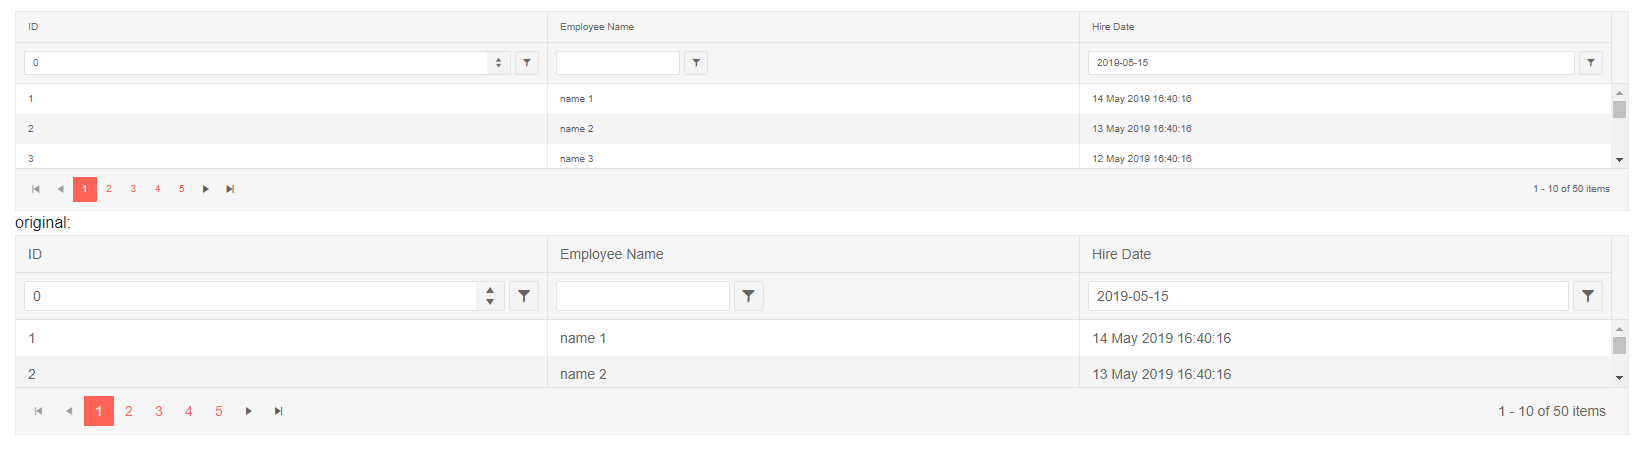 ID Employee Name Hire Date
0 2019-05-15
1 name 1 14 May 2019 16:40:16
2 name 2 13 May 2019 16:40:16
3 name 3 12 May 2019 16:40:16
1 2 3 4 5 1 - 10 of 50 items
original:
ID Employee Name Hire Date
0 2019-05-15
1 name 1 14 May 2019 16:40:16
2 name 2 13 May 2019 16:40:16
1 2 3 4 5 1 - 10 of 50 items